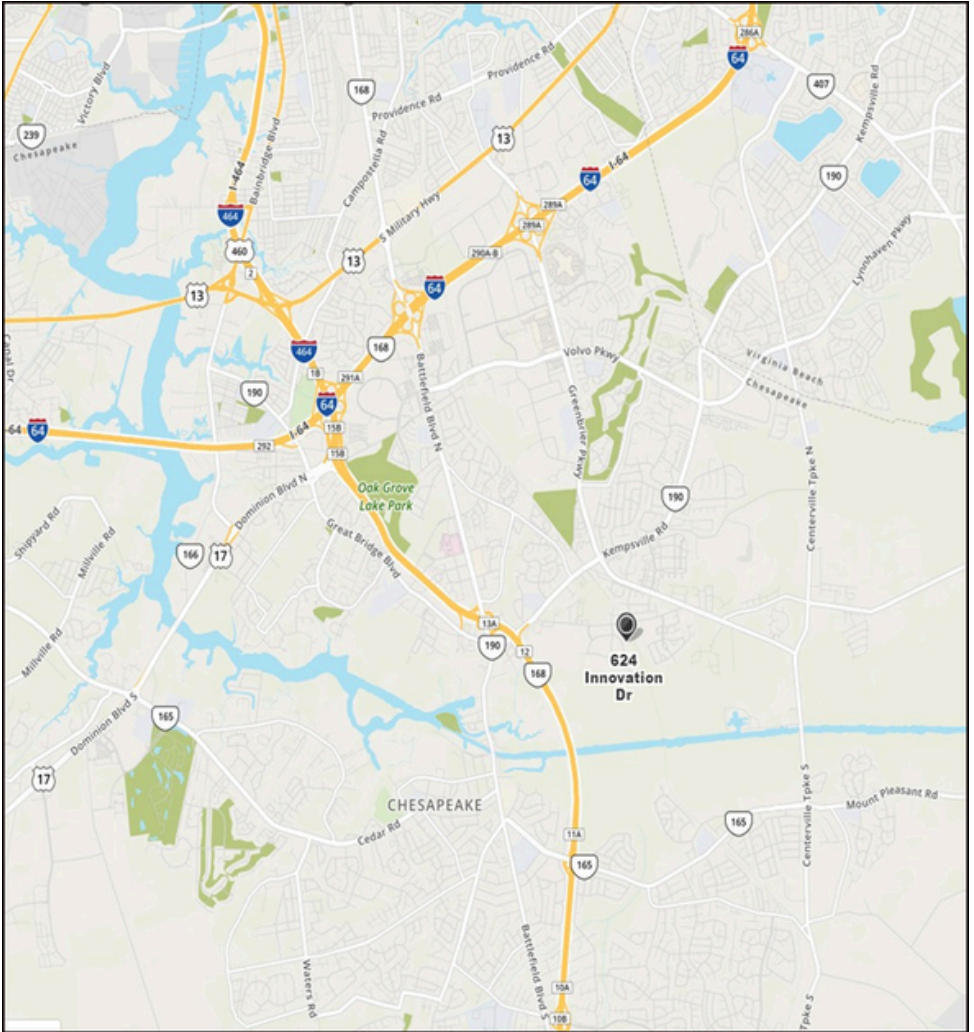 286A
64
Providence Rd
407
Kempsville Rd
Victory Blvd
168
Providence Rd
239
13
Chesapeake
Bainbridge Blvd
Campostella Rd
I-464
I-64
64
190
289A
464
289A
S Military Hwy
Lynnhaven Pkwy
460
290A-B
13
2
64
13
168
Canal Dr
464
Volvo Pkwy
Virginia Beach
1B
291A
Battlefield Blvd N
Chesapeake
190
64
Greenbrier Pkwy
64
64
I-64
15B
292
15B
Oak Grove
Lake Park
Centerville Tpke N
Dominion Blvd N
190
Shipyard Rd
Millville Rd
Great Bridge Blvd
Kempsville Rd
166
17
13A
Millville Rd
190
12
624
Innovation
Dr
168
Dominion Blvd S
165
17
Centerville Tpke S
CHESAPEAKE
Mount Pleasant Rd
165
Cedar Rd
11A
165
Battlefield Blvd S
Waters Rd
10A
10B
Tpke S